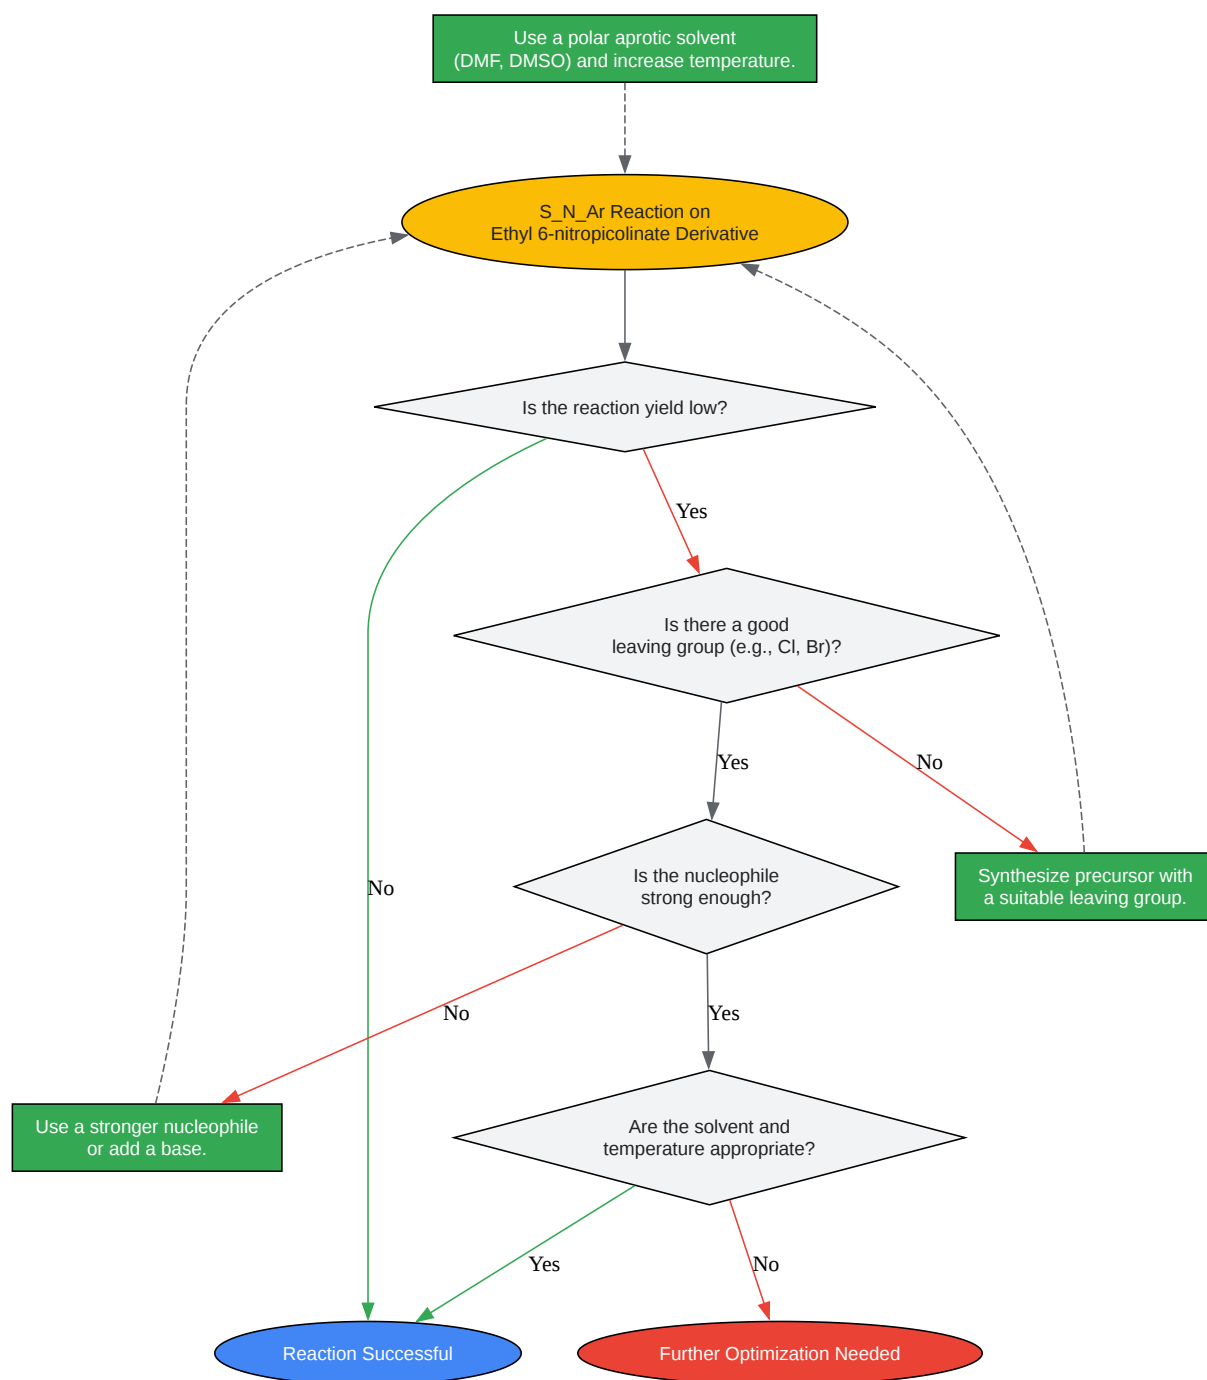 Use a polar aprotic solvent
(DMF, DMSO) and increase temperature.
S_N_Ar Reaction on
Ethyl 6-nitropicolinate Derivative
Is the reaction yield low?
Yes
Is there a good
leaving group (e.g., Cl, Br)?
Yes
No
Is the nucleophile
strong enough?
Synthesize precursor with
a suitable leaving group.
No
No
Yes
Use a stronger nucleophile
or add a base.
Are the solvent and
temperature appropriate?
Yes
No
Reaction Successful
Further Optimization Needed